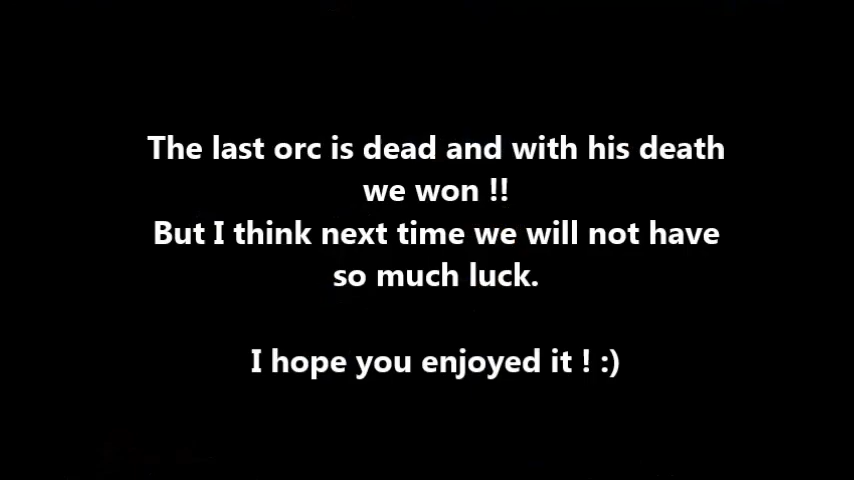 The last orc is dead and with his death
we won !!
But I think next time we will not have
so much luck.
I hope you enjoyed it ! :)